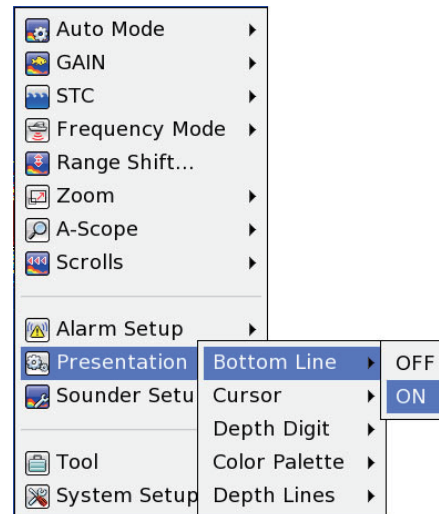 Auto Mode
GAIN
STC
Frequency Mode
Range Shift...
Zoom
A-Scope
Scrolls
Alarm Setup
Presentation
Sounder Setu
Tool
System Setup
Bottom Line
Cursor
Depth Digit
Color Palette
Depth Lines
OFF
ON